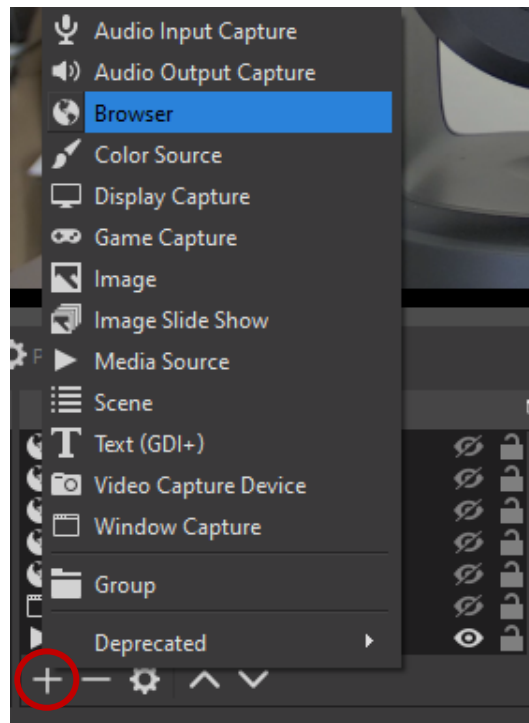 Audio Input Capture
Audio Output Capture
Browser
Color Source
Display Capture
Game Capture
Image
Image Slide Show
Media Source
Scene
Text (GDI+)
Video Capture Device
Window Capture
Group
Deprecated